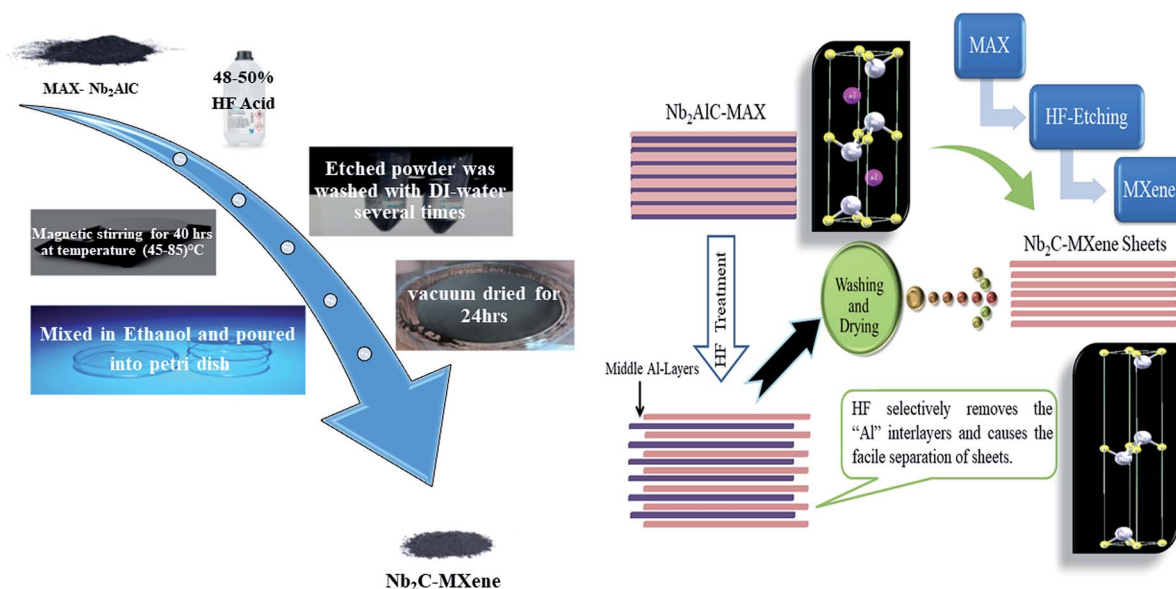 MAX- Nb₂AlC
48-50%
HF Acid
Etched powder was
washed with DI-water
several times
Magnetic stirring for 40 hrs
at temperature (45-85)°C
vacuum dried for
24hrs
Mixed in Ethanol and poured
into petri dish
Nb₂C-MXene
Nb₂AlC-MAX
Al
Al
MAX
HF-Etching
MXene
Nb₂C-MXene Sheets
HF Treatment
Washing
and
Drying
Middle Al-Layers
HF selectively removes the
“Al” interlayers and causes the
facile separation of sheets.